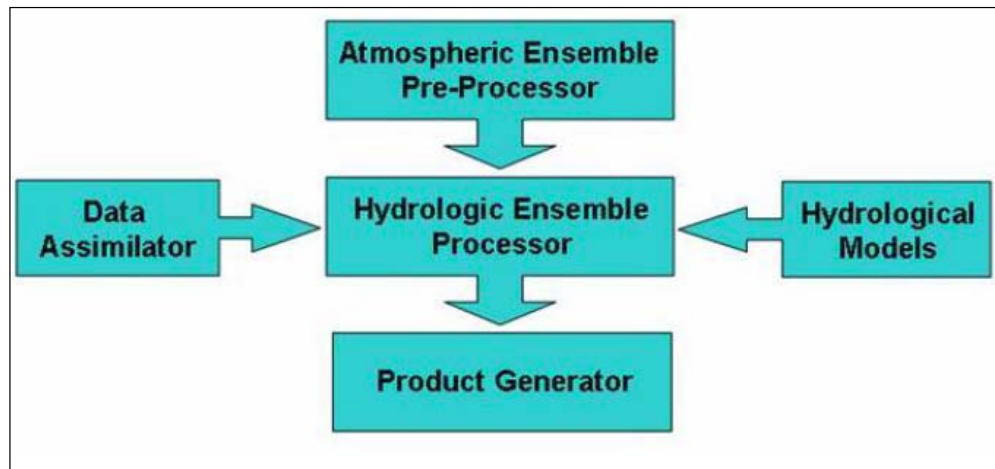 Atmospheric Ensemble
Pre-Processor
Data
Assimilator
Hydrologic Ensemble
Processor
Hydrological
Models
Product Generator